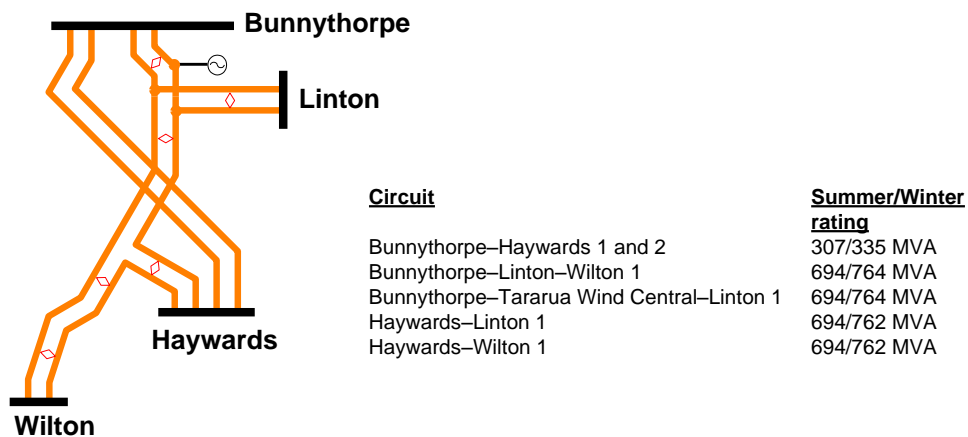 Bunnythorpe
Linton
Circuit Summer/Winter
rating
Bunnythorpe–Haywards 1 and 2 307/335 MVA
Bunnythorpe–Linton–Wilton 1 694/764 MVA
Bunnythorpe–Tararua Wind Central–Linton 1 694/764 MVA
Haywards–Linton 1 694/762 MVA
Haywards–Wilton 1 694/762 MVA
Haywards
Wilton